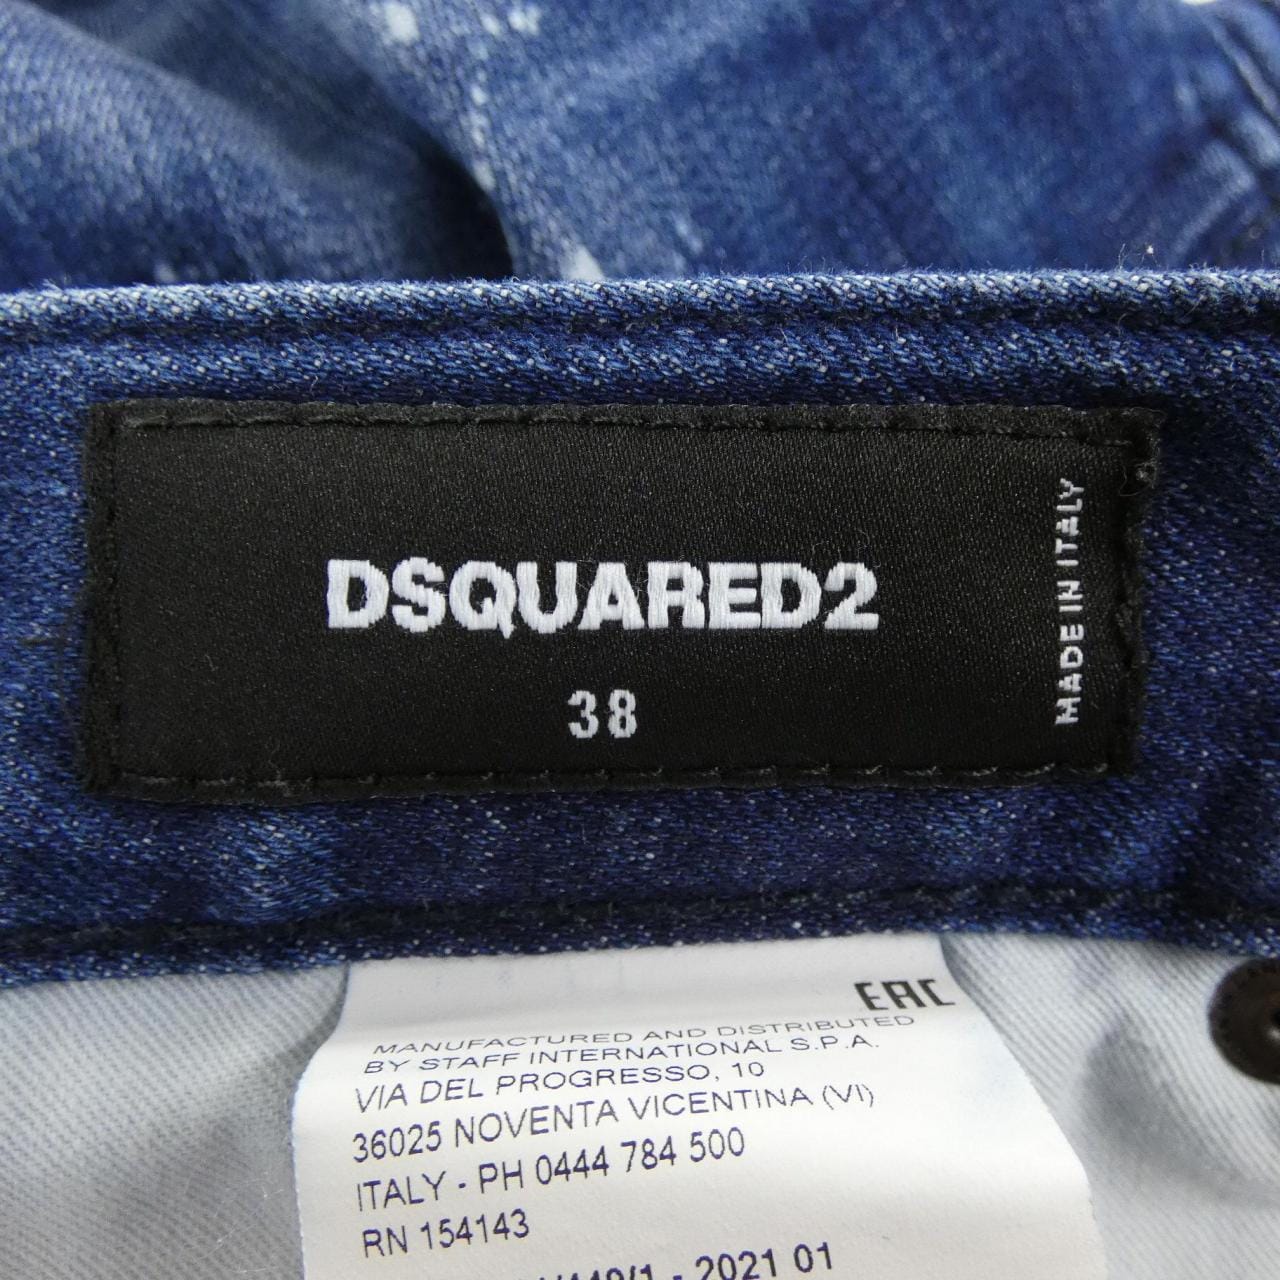 DSQUARED2
38
MADE IN ITALY
EAC
MANUFACTURED AND DISTRIBUTED
BY STAFF INTERNATIONAL S.P.A.
VIA DEL PROGRESSO, 10
36025 NOVENTA VICENTINA (VI)
ITALY - PH 0444 784 500
RN 154143
- 2021 01